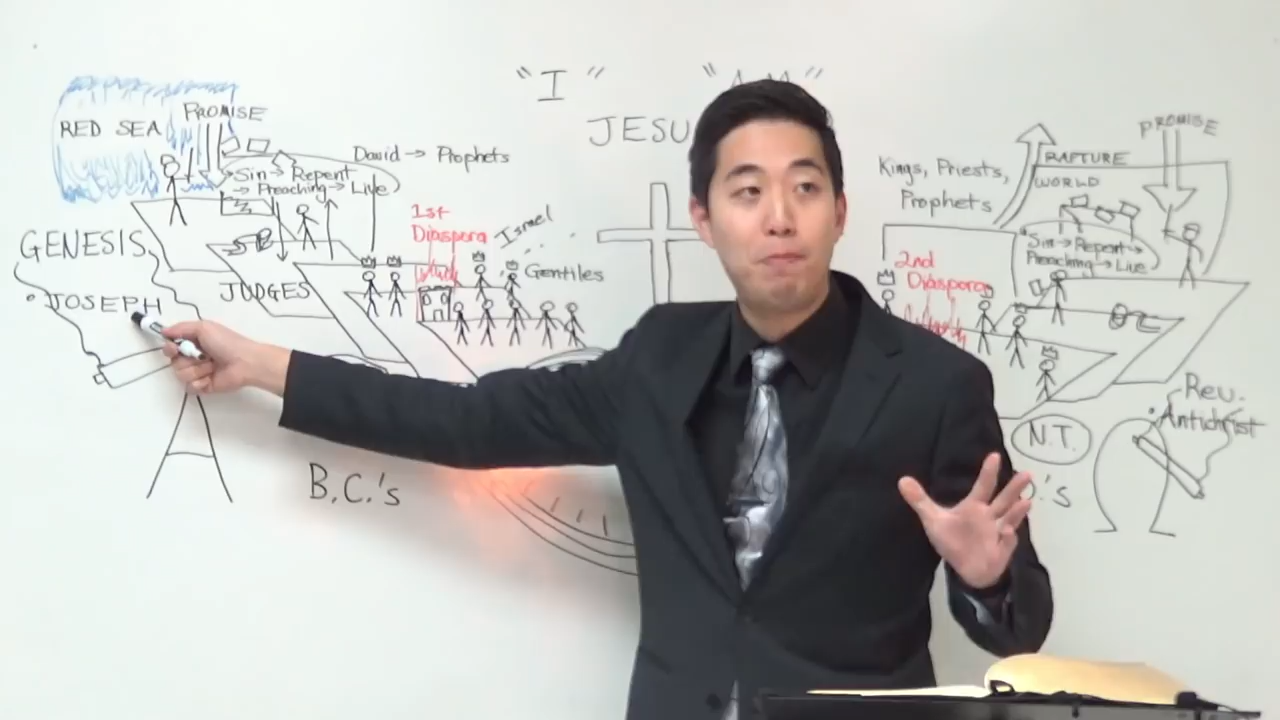 "I"
JESU
RED SEA
PROMISE
Sin → Repent
→ Preaching → Live
David → Prophets
GENESIS
• JOSEPH
JUDGES
1st
Diaspora
Israel
Gentiles
B.C.'s
Kings, Priests,
Prophets
RAPTURE
WORLD
PROMISE
Sin → Repent →
Preaching → Live
2nd
Diaspora
N.T.
Rev.
Antichrist